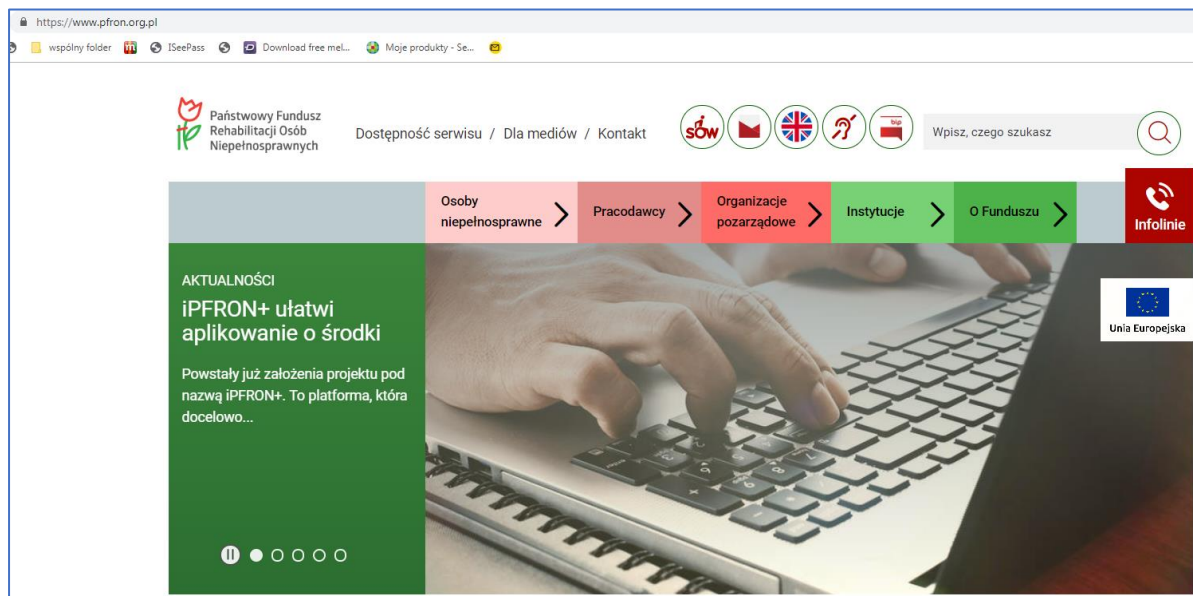 https://www.pfron.org.pl
wspólny folder
m
ISeePass
Download free mel...
Moje produkty - Se...
Państwowy Fundusz
Rehabilitacji Osób
Niepełnosprawnych
Dostępność serwisu / Dla mediów / Kontakt
sów
bip
Wpisz, czego szukasz
Osoby
niepełnosprawne
Pracodawcy
Organizacje
pozarządowe
Instytucje
O Funduszu
Infolinie
AKTUALNOŚCI
iPFRON+ ułatwi
aplikowanie o środki
Powstały już założenia projektu pod
nazwą iPFRON+. To platforma, która
docelowo...
Unia Europejska